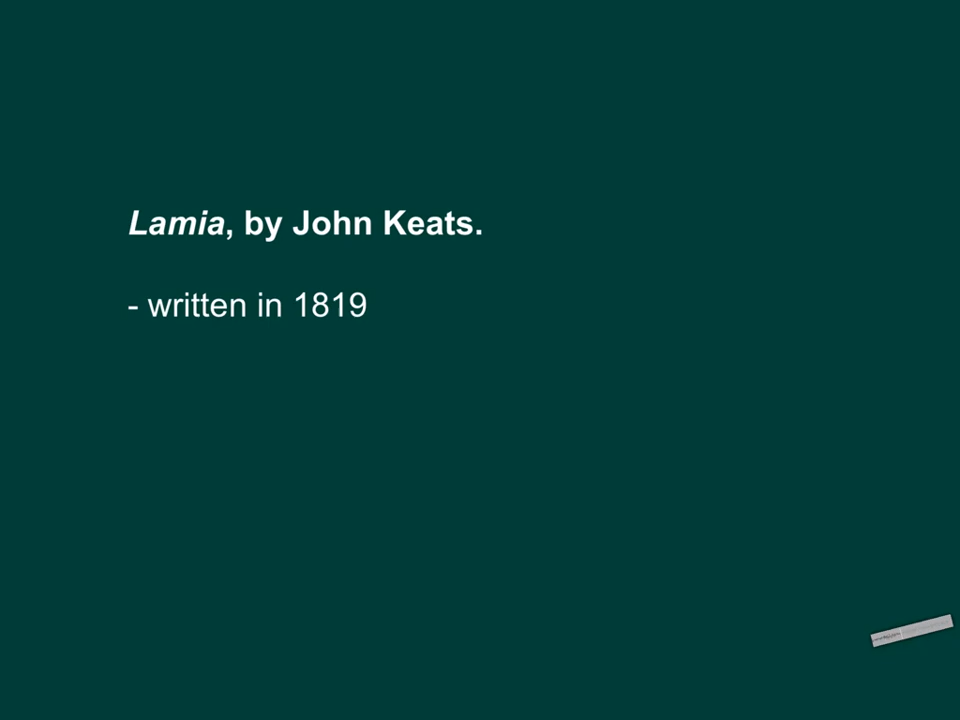 Lamia, by John Keats.
- written in 1819